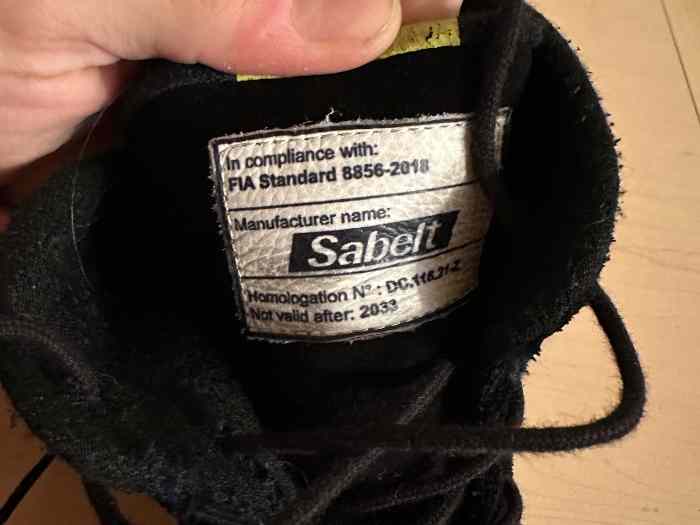 In compliance with:
FIA Standard 8856-2018
Manufacturer name:
Sabelt
Homologation N°: DC.116.21-Z
Not valid after: 2033